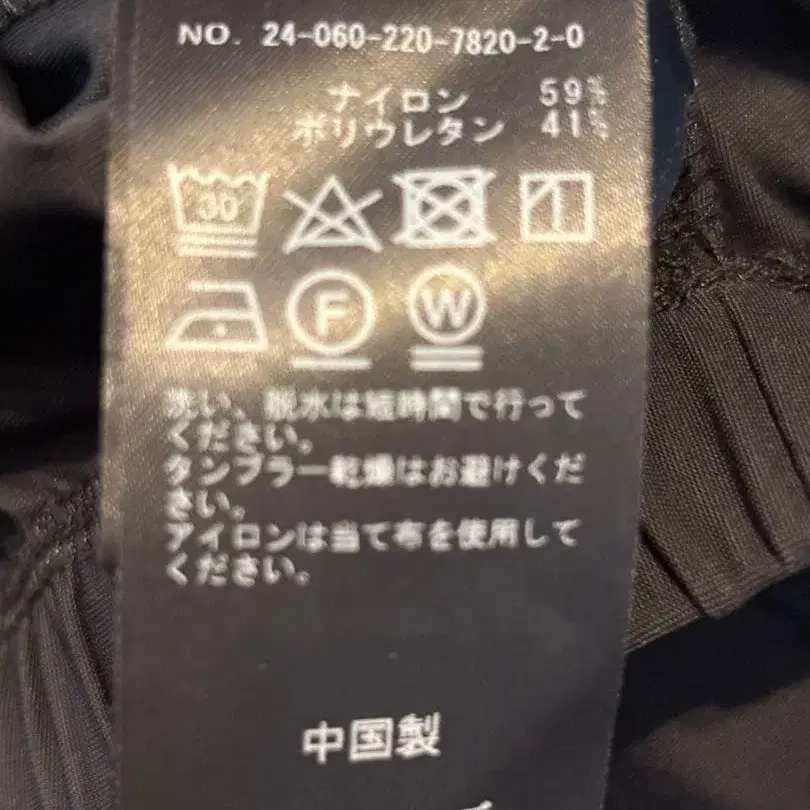 NO. 24-060-220-7820-2-0
ナイロン 59%
ポリウレタン 41%
30
F W
洗い、脱水は短時間で行って
ください。
タンブラー乾燥はお避けくだ
さい。
アイロンは当て布を使用して
ください。
中国製